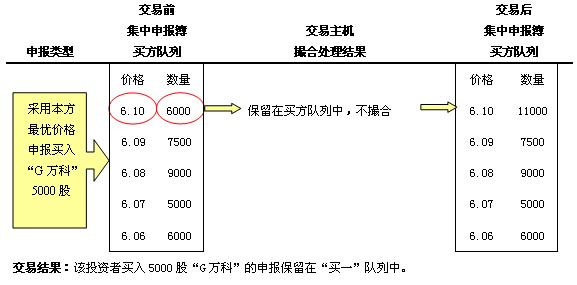 申报类型
交易前
集中申报簿
买方队列
交易主机
撮合处理结果
交易后
集中申报簿
买方队列
采用本方
最优价格
申报买入
“G 万科”
5000 股
价格 数量
6.10 6000
6.09 7500
6.08 9000
6.07 5000
6.06 6000
保留在买方队列中，不撮合
价格 数量
6.10 11000
6.09 7500
6.08 9000
6.07 5000
6.06 6000
交易结果：该投资者买入 5000 股“G 万科”的申报保留在“买一”队列中。